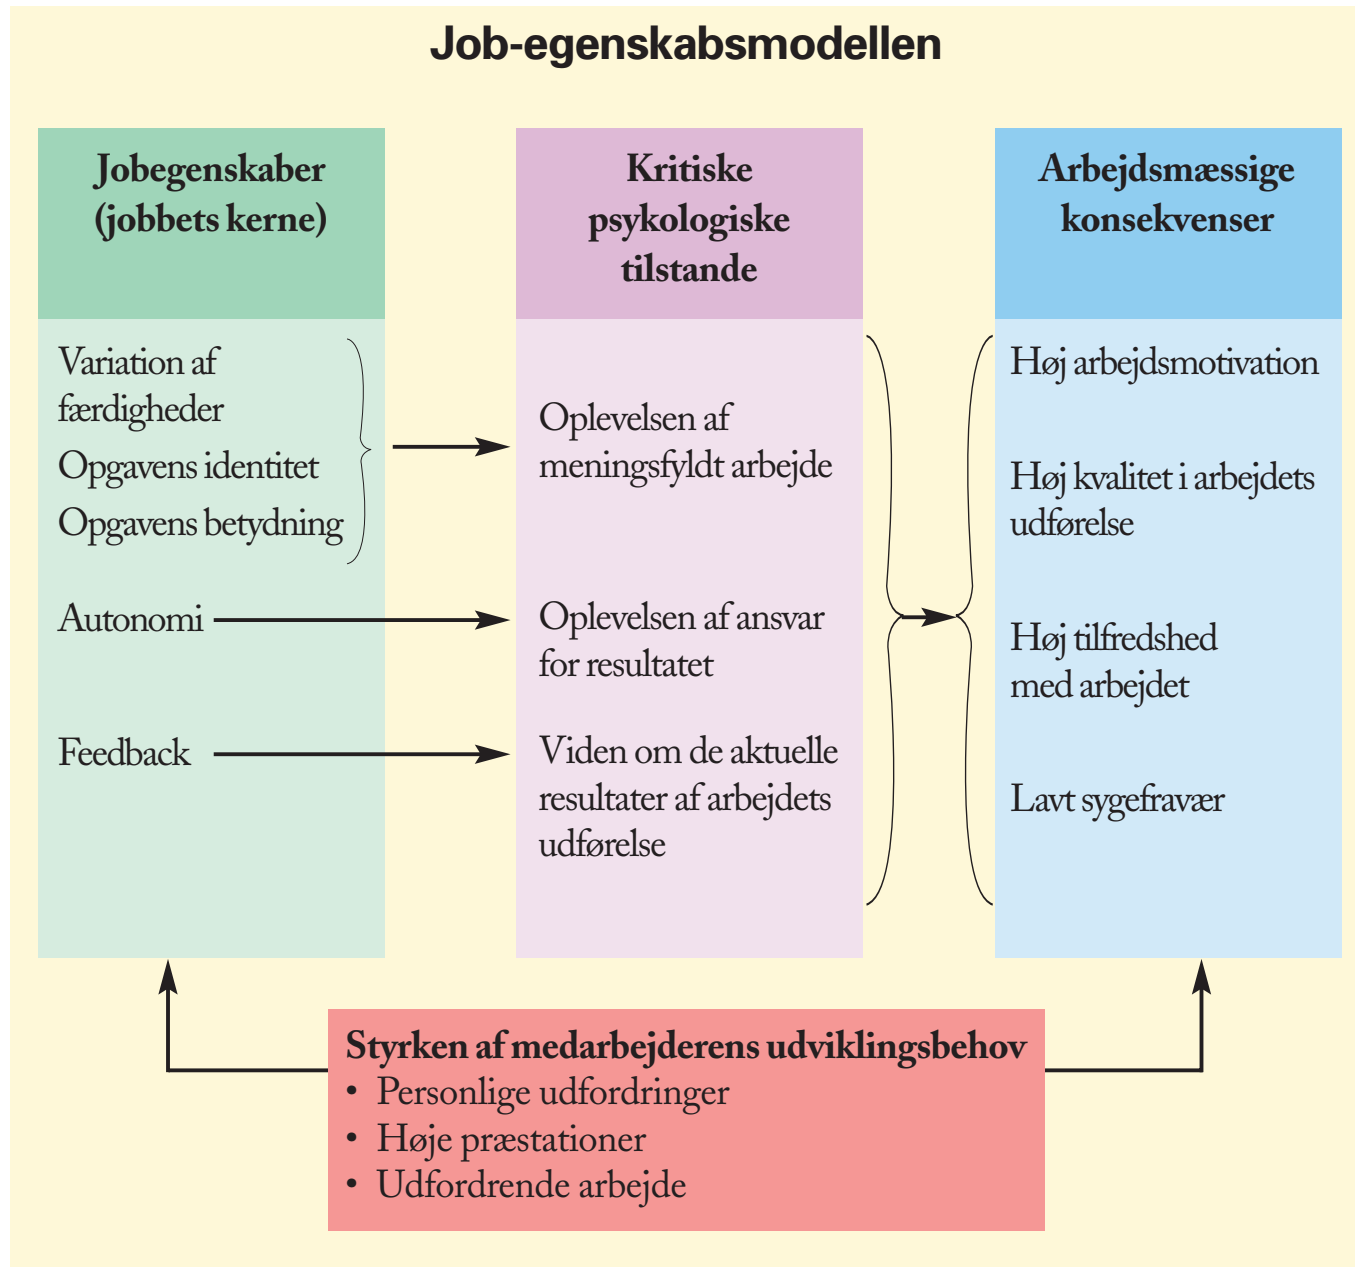 Job-egenskabsmodellen
Jobegenskaber
(jobbets kerne)
Variation af
færdigheder
Opgavens identitet
Opgavens betydning
Autonomi
Feedback
Kritiske
psykologiske
tilstande
Oplevelsen af
meningsfyldt arbejde
Oplevelsen af ansvar
for resultatet
Viden om de aktuelle
resultater af arbejdets
udførelse
Arbejdsmæssige
konsekvenser
Høj arbejdsmotivation
Høj kvalitet i arbejdets
udførelse
Høj tilfredshed
med arbejdet
Lavt sygefravær
Styrken af medarbejderens udviklingsbehov
• Personlige udfordringer
• Høje præstationer
• Udfordrende arbejde